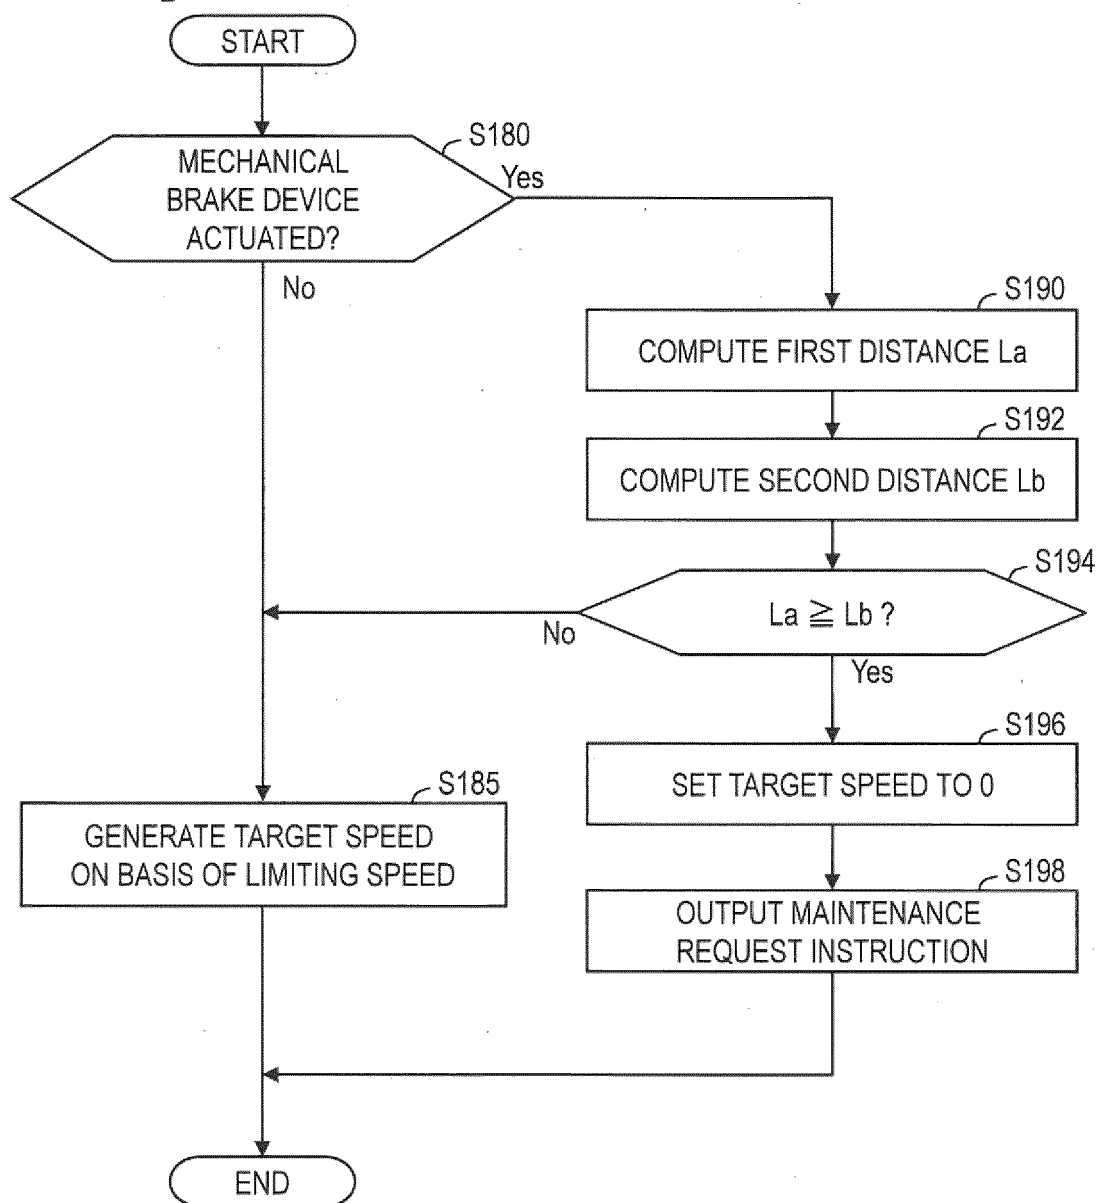 START
S180
MECHANICAL
BRAKE DEVICE
ACTUATED?
Yes
No
S190
COMPUTE FIRST DISTANCE La
S192
COMPUTE SECOND DISTANCE Lb
S194
La ≧ Lb ?
No
Yes
S196
SET TARGET SPEED TO 0
S185
GENERATE TARGET SPEED
ON BASIS OF LIMITING SPEED
S198
OUTPUT MAINTENANCE
REQUEST INSTRUCTION
END